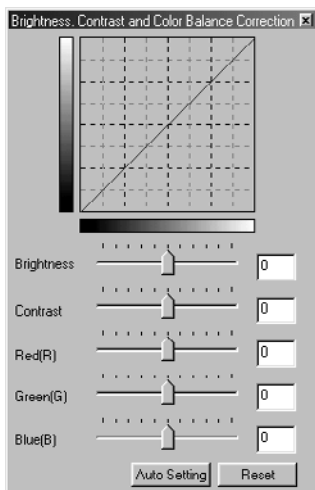 Brightness, Contrast and Color Balance Correction
Brightness 0
Contrast 0
Red(R) 0
Green(G) 0
Blue(B) 0
Auto Setting Reset